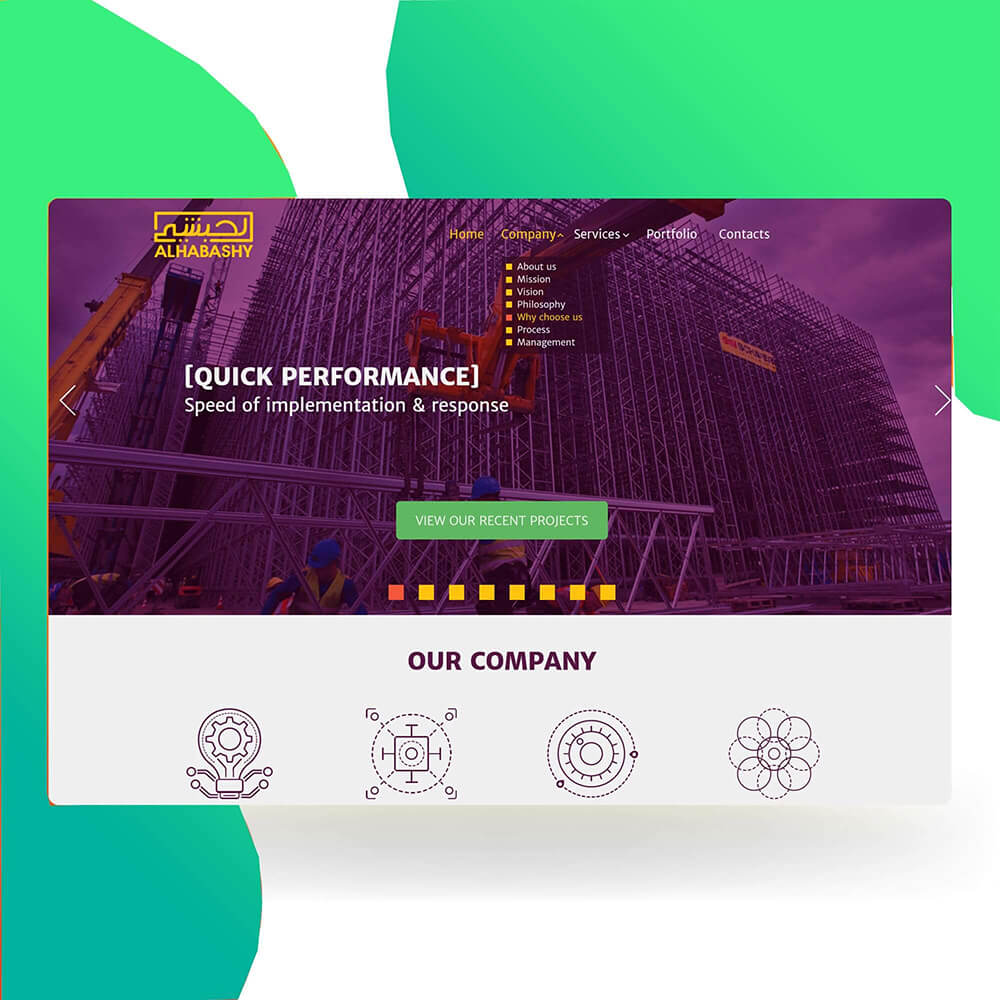 ALHABASHY
Home Company Services Portfolio Contacts
About us
Mission
Vision
Philosophy
Why choose us
Process
Management
[QUICK PERFORMANCE]
Speed of implementation & response
VIEW OUR RECENT PROJECTS
OUR COMPANY